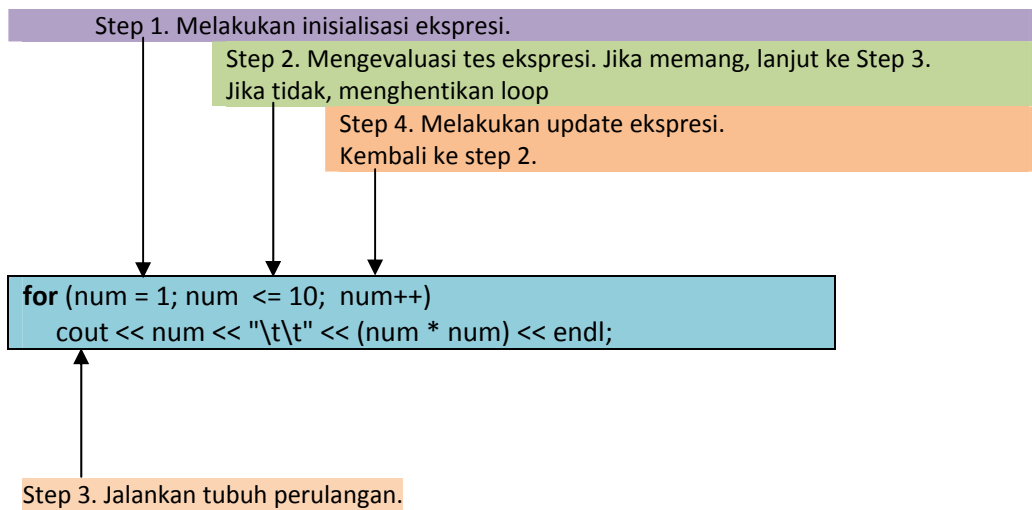 Step 1. Melakukan inisialisasi ekspresi.
Step 2. Mengevaluasi tes ekspresi. Jika memang, lanjut ke Step 3.
Jika tidak, menghentikan loop
Step 4. Melakukan update ekspresi.
Kembali ke step 2.
for (num = 1; num <= 10; num++)
cout << num << "\t\t" << (num * num) << endl;
Step 3. Jalankan tubuh perulangan.